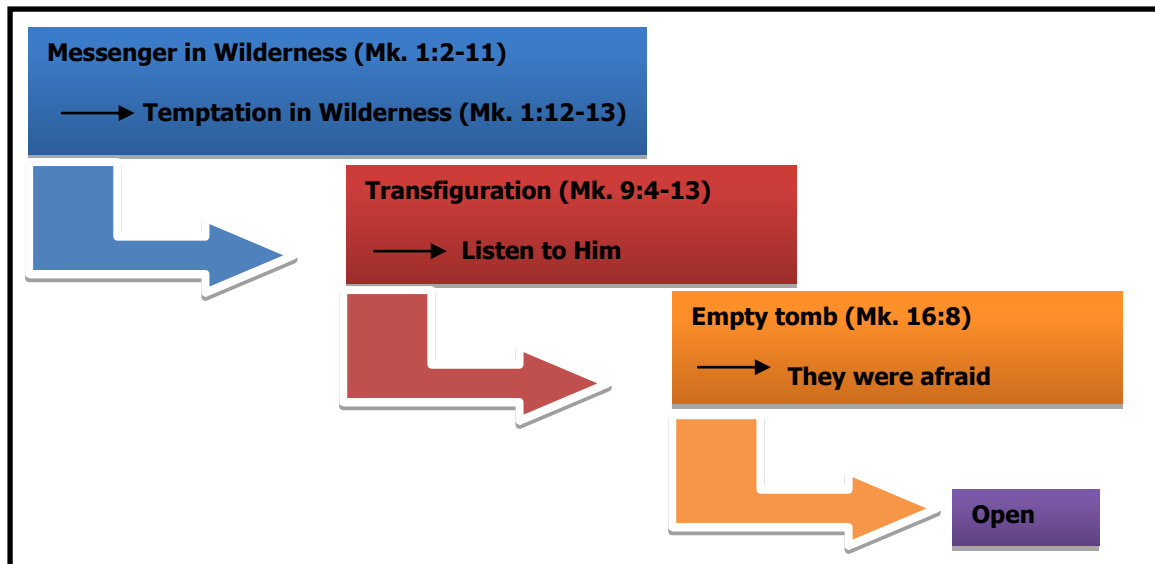 Messenger in Wilderness (Mk. 1:2-11)
Temptation in Wilderness (Mk. 1:12-13)
Transfiguration (Mk. 9:4-13)
Listen to Him
Empty tomb (Mk. 16:8)
They were afraid
Open